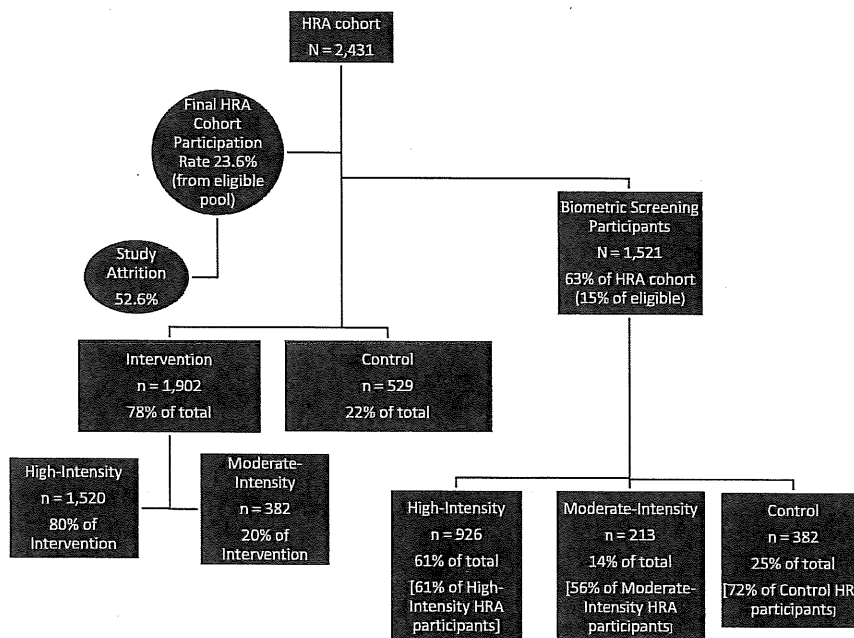 HRA cohort
N = 2,431
Final HRA
Cohort
Participation
Rate 23.6%
(from eligible
pool)
Study
Attrition
52.6%
Biometric Screening
Participants
N = 1,521
63% of HRA cohort
(15% of eligible)
Intervention
n = 1,902
78% of total
Control
n = 529
22% of total
High-Intensity
n = 1,520
80% of Intervention
Moderate-
Intensity
n = 382
20% of Intervention
High-Intensity
n = 926
61% of total
[61% of High-
Intensity HRA
participants]
Moderate-Intensity
n = 213
14% of total
[56% of Moderate-
Intensity HRA
participants]
Control
n = 382
25% of total
[72% of Control HRA
participants]